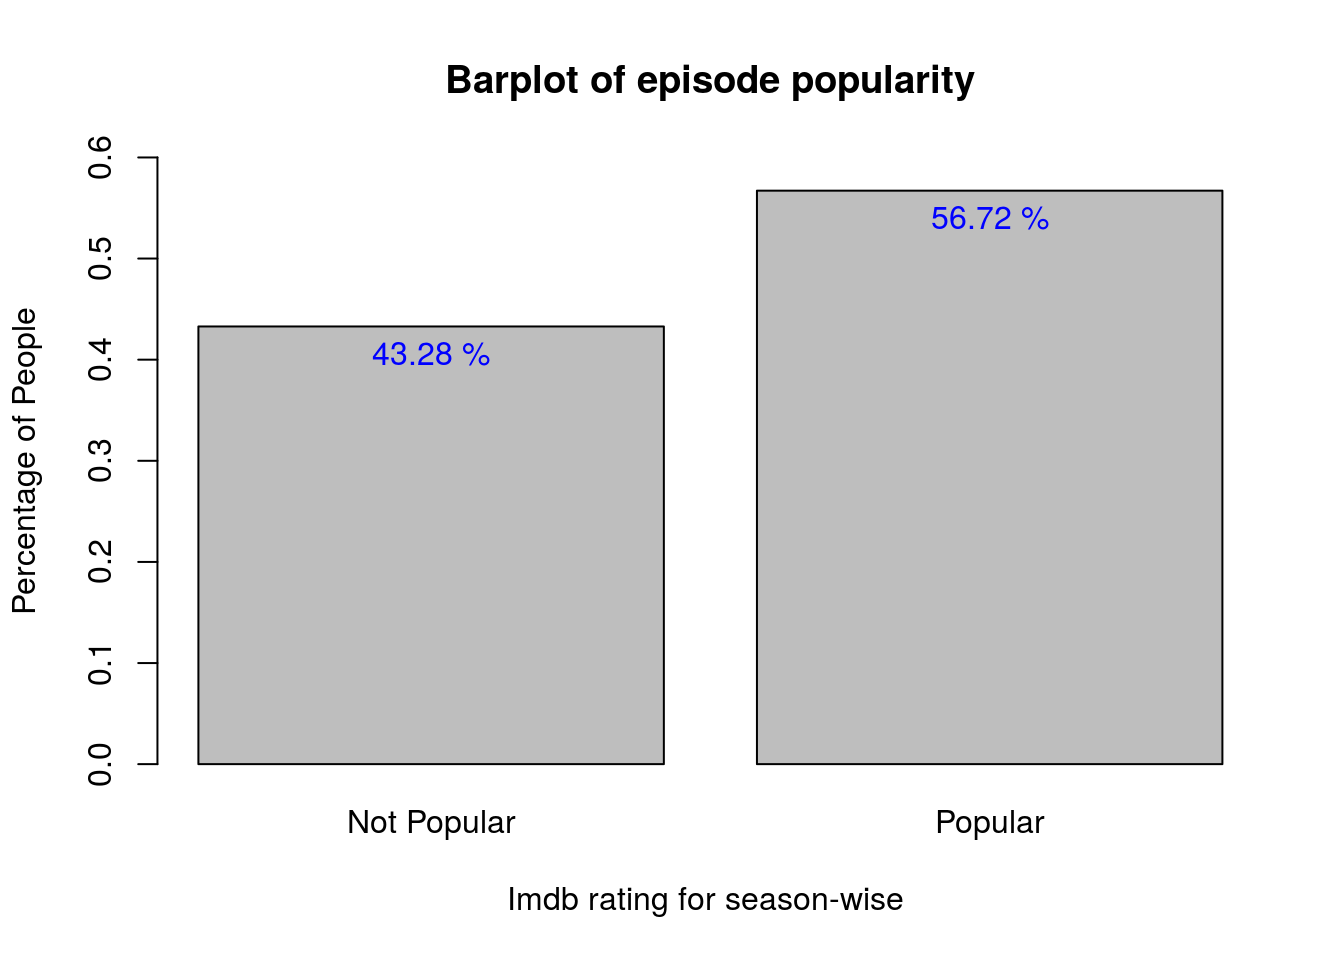 Barplot of episode popularity
Percentage of People
0.6
0.5
0.4
0.3
0.2
0.1
0.0
43.28 %
56.72 %
Not Popular
Popular
Imdb rating for season-wise